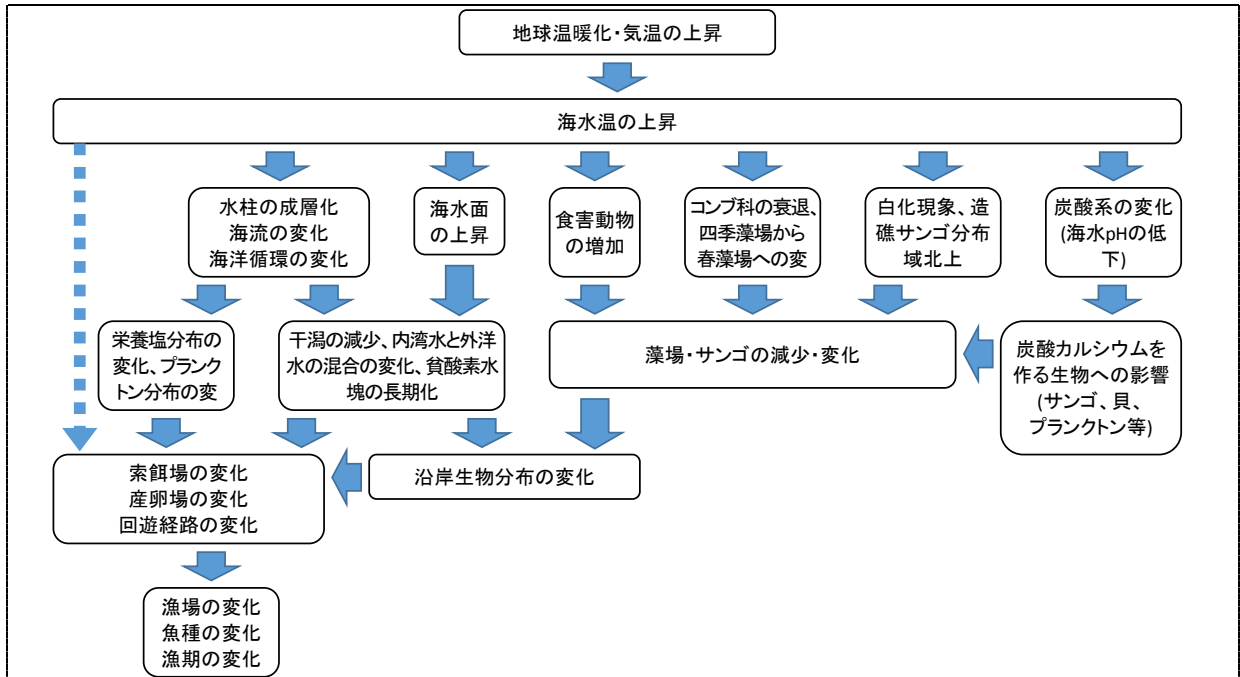 地球温暖化・気温の上昇
海水温の上昇
水柱の成層化
海流の変化
海洋循環の変化
海水面
の上昇
食害動物
の増加
コンブ科の衰退、
四季藻場から
春藻場への変
白化現象、造
礁サンゴ分布
域北上
炭酸系の変化
(海水pHの低
下)
栄養塩分布の
変化、プランク
トン分布の変
干潟の減少、内湾水と外洋
水の混合の変化、貧酸素水
塊の長期化
藻場・サンゴの減少・変化
炭酸カルシウムを
作る生物への影響
(サンゴ、貝、
プランクトン等)
索餌場の変化
産卵場の変化
回遊経路の変化
沿岸生物分布の変化
漁場の変化
魚種の変化
漁期の変化